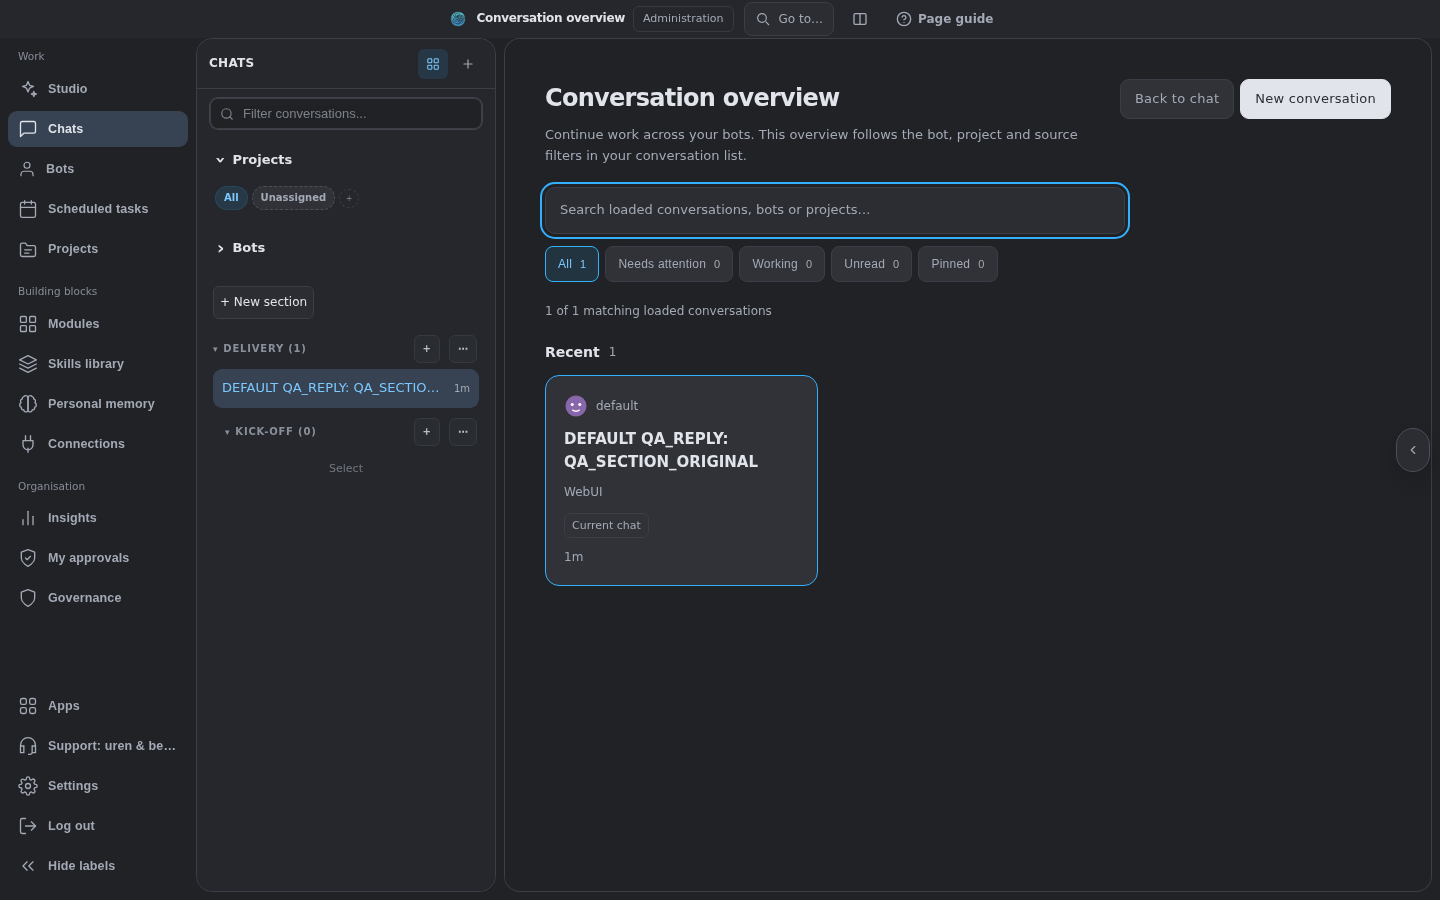 Conversation overview
Administration
Go to...
Page guide
Work
Studio
Chats
Bots
Scheduled tasks
Projects
Building blocks
Modules
Skills library
Personal memory
Connections
Organisation
Insights
My approvals
Governance
Apps
Support: uren & be...
Settings
Log out
Hide labels
CHATS
+
Filter conversations...
Projects
All
Unassigned
+
Bots
+ New section
DELIVERY (1)
+
···
DEFAULT QA_REPLY: QA_SECTIO... 1m
KICK-OFF (0)
+
···
Select
Conversation overview
Back to chat
New conversation
Continue work across your bots. This overview follows the bot, project and source
filters in your conversation list.
Search loaded conversations, bots or projects...
All 1
Needs attention 0
Working 0
Unread 0
Pinned 0
1 of 1 matching loaded conversations
Recent 1
default
DEFAULT QA_REPLY:
QA_SECTION_ORIGINAL
WebUI
Current chat
1m